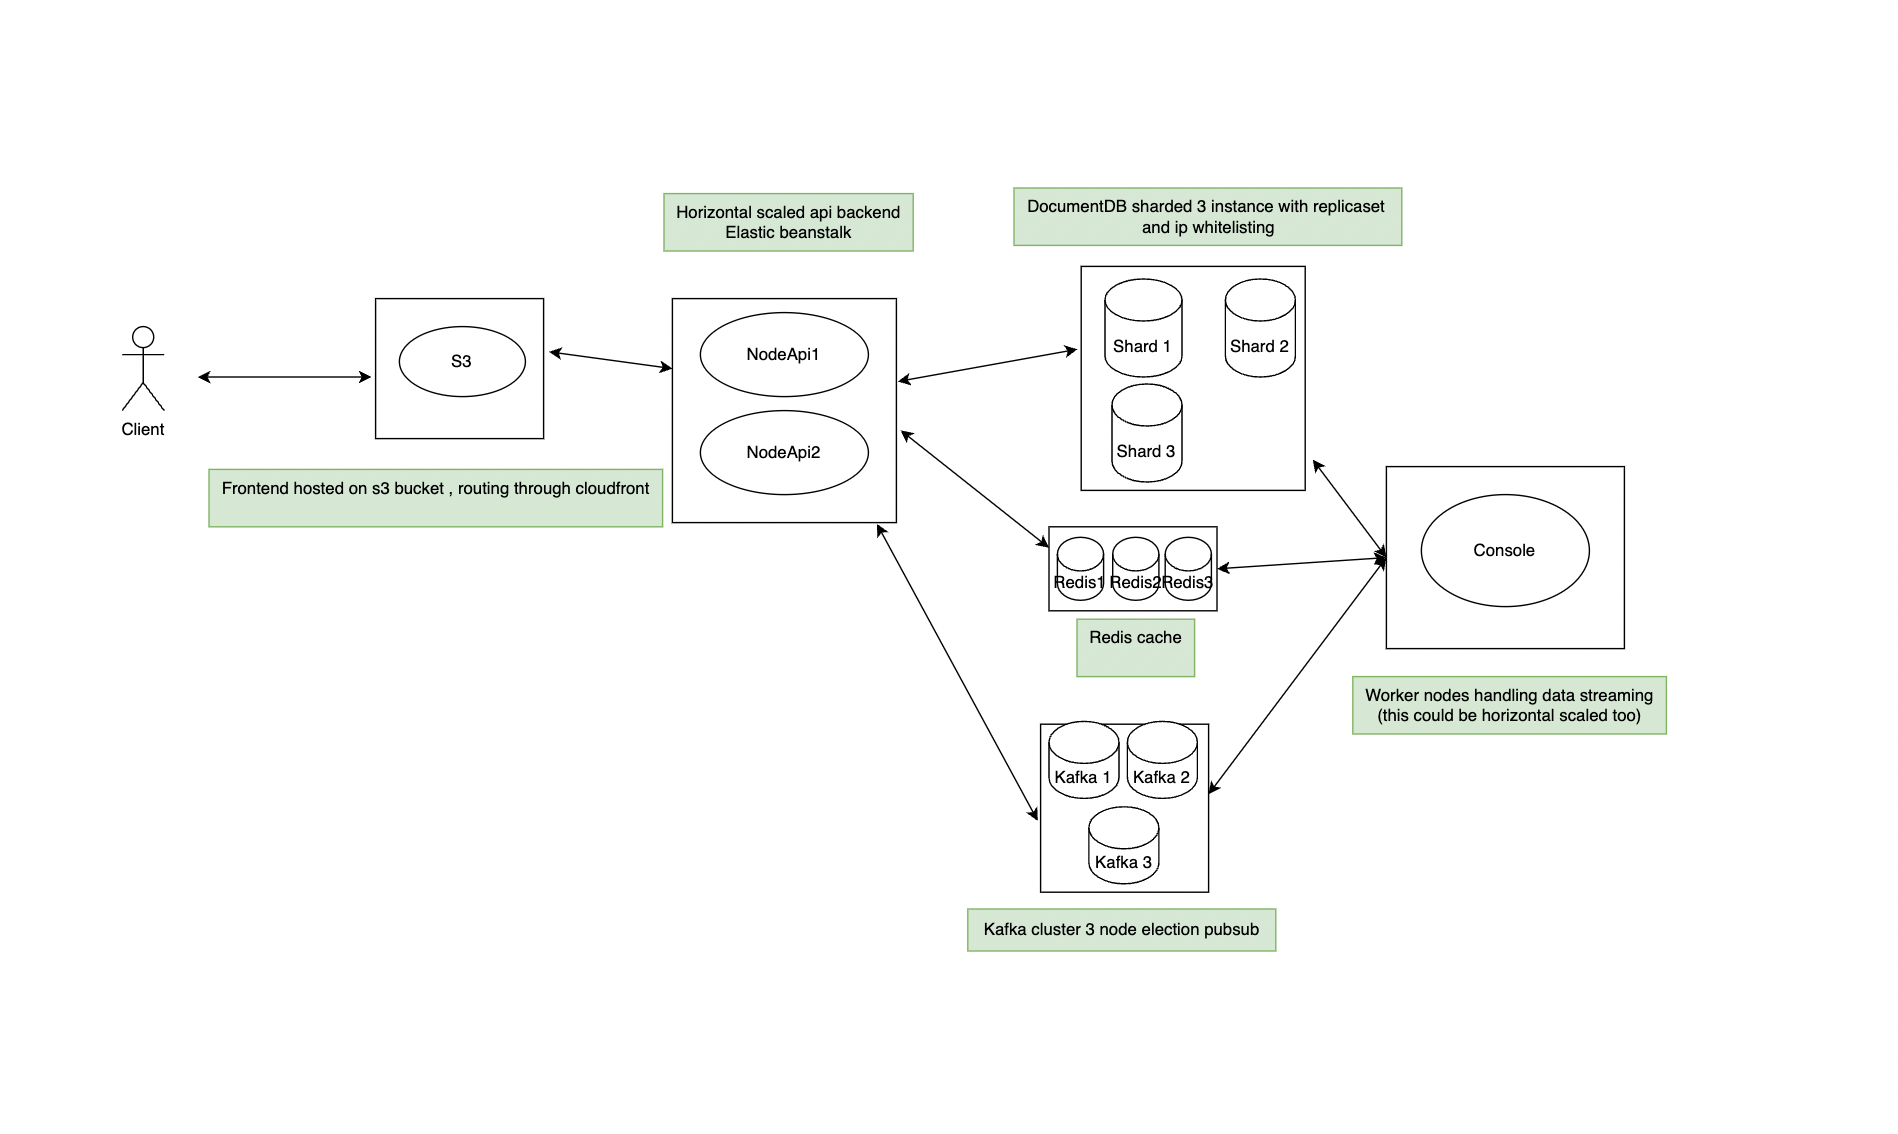 Horizontal scaled api backend
Elastic beanstalk
DocumentDB sharded 3 instance with replicaset
and ip whitelisting
Client
S3
Frontend hosted on s3 bucket , routing through cloudfront
NodeApi1
NodeApi2
Shard 1
Shard 2
Shard 3
Redis1
Redis2
Redis3
Redis cache
Console
Worker nodes handling data streaming
(this could be horizontal scaled too)
Kafka 1
Kafka 2
Kafka 3
Kafka cluster 3 node election pubsub